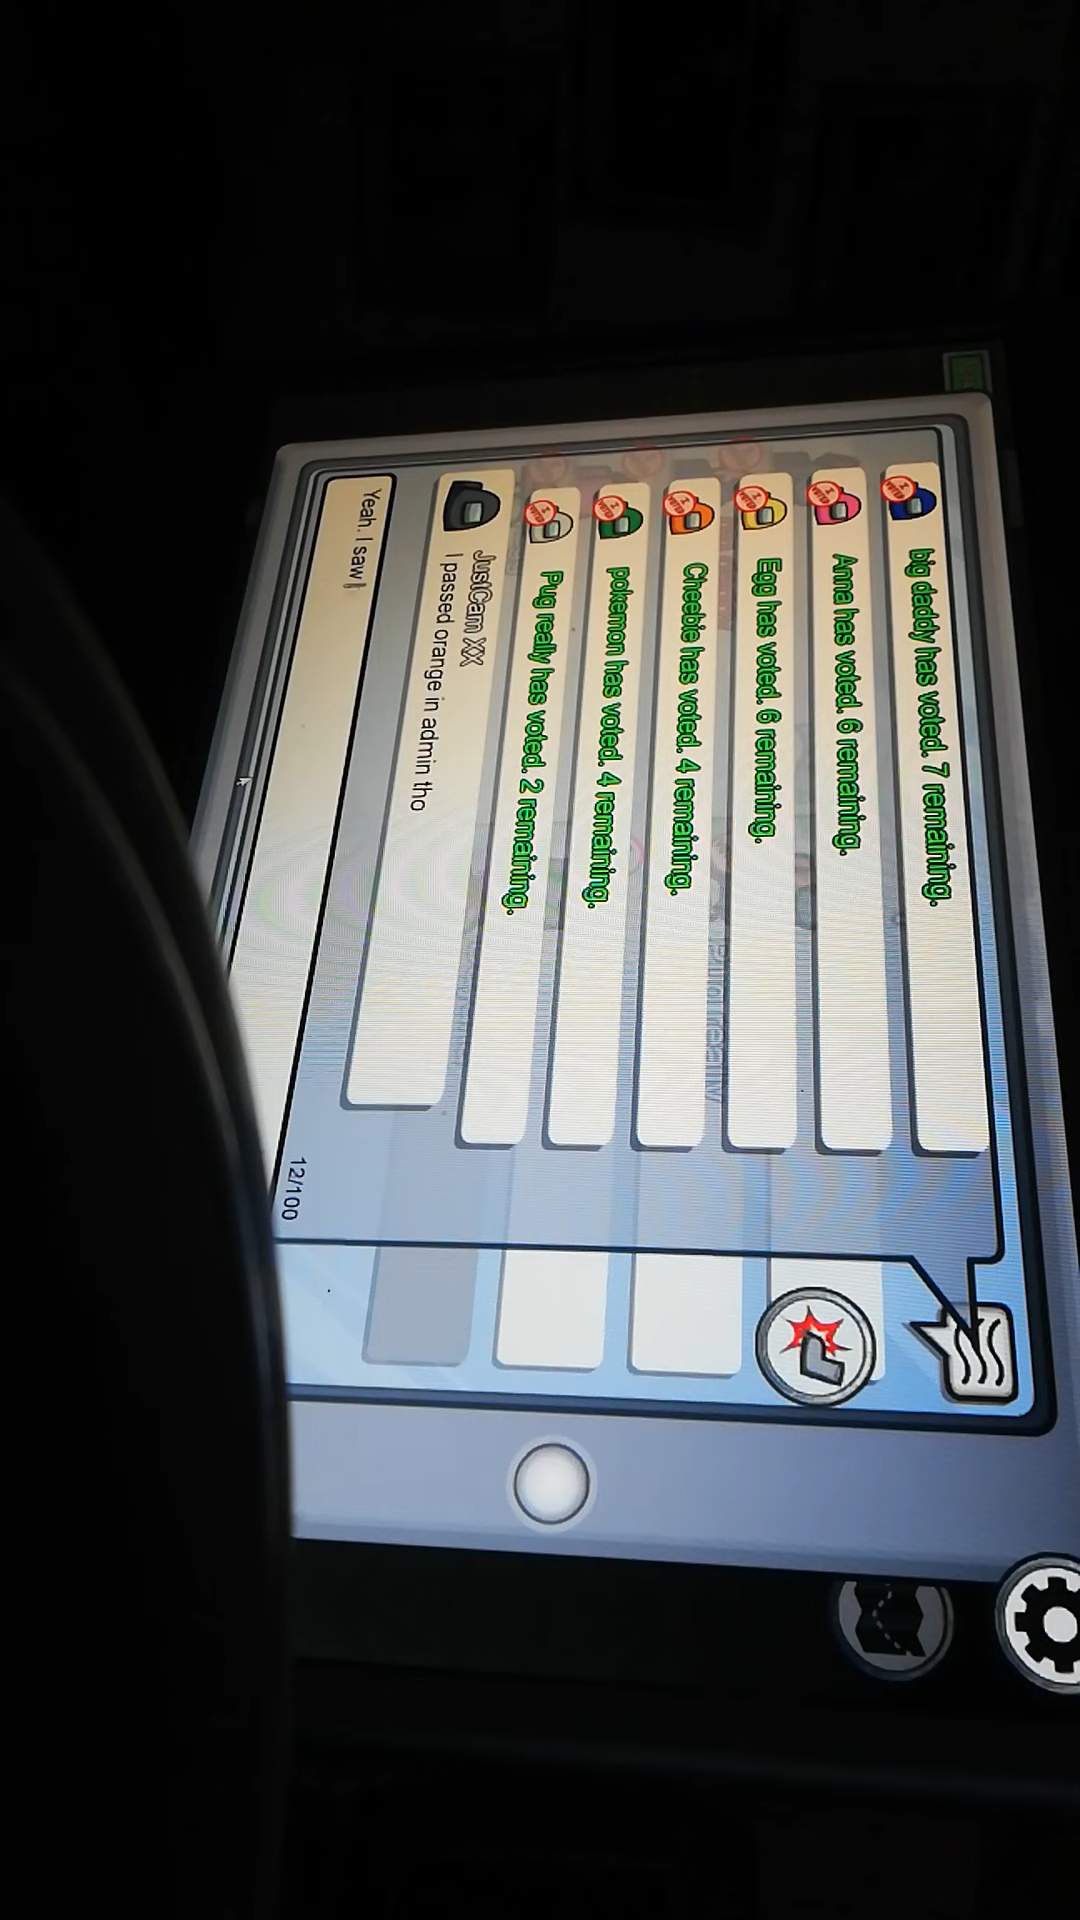 big daddy has voted. 7 remaining.
Anna has voted. 6 remaining.
Egg has voted. 6 remaining.
Cheebie has voted. 4 remaining.
pokemon has voted. 4 remaining.
Pug really has voted. 2 remaining.
JustCam XX
I passed orange in admin tho
Yeah. I saw
12/100